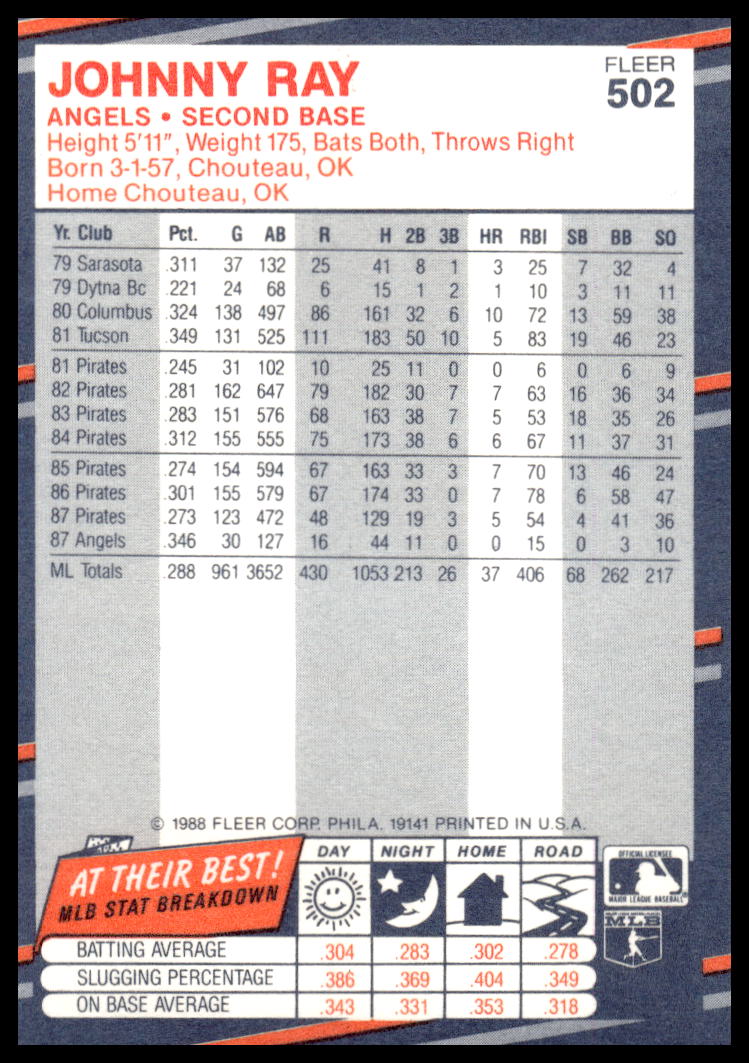 JOHNNY RAY
FLEER
502
ANGELS • SECOND BASE
Height 5'11", Weight 175, Bats Both, Throws Right
Born 3-1-57, Chouteau, OK
Home Chouteau, OK
Yr. Club Pct. G AB R H 2B 3B HR RBI SB BB SO
79 Sarasota .311 37 132 25 41 8 1 3 25 7 32 4
79 Dytna Bc .221 24 68 6 15 1 2 1 10 3 11 11
80 Columbus .324 138 497 86 161 32 6 10 72 13 59 38
81 Tucson .349 131 525 111 183 50 10 5 83 19 46 23
81 Pirates .245 31 102 10 25 11 0 0 6 0 6 9
82 Pirates .281 162 647 79 182 30 7 7 63 16 36 34
83 Pirates .283 151 576 68 163 38 7 5 53 18 35 26
84 Pirates .312 155 555 75 173 38 6 6 67 11 37 31
85 Pirates .274 154 594 67 163 33 3 7 70 13 46 24
86 Pirates .301 155 579 67 174 33 0 7 78 6 58 47
87 Pirates .273 123 472 48 129 19 3 5 54 4 41 36
87 Angels .346 30 127 16 44 11 0 0 15 0 3 10
ML Totals .288 961 3652 430 1053 213 26 37 406 68 262 217
© 1988 FLEER CORP. PHILA. 19141 PRINTED IN U.S.A.
AT THEIR BEST!
MLB STAT BREAKDOWN
DAY NIGHT HOME ROAD
BATTING AVERAGE .304 .283 .302 .278
SLUGGING PERCENTAGE .386 .369 .404 .349
ON BASE AVERAGE .343 .331 .353 .318
OFFICIAL LICENSEE
MAJOR LEAGUE BASEBALL
MLB